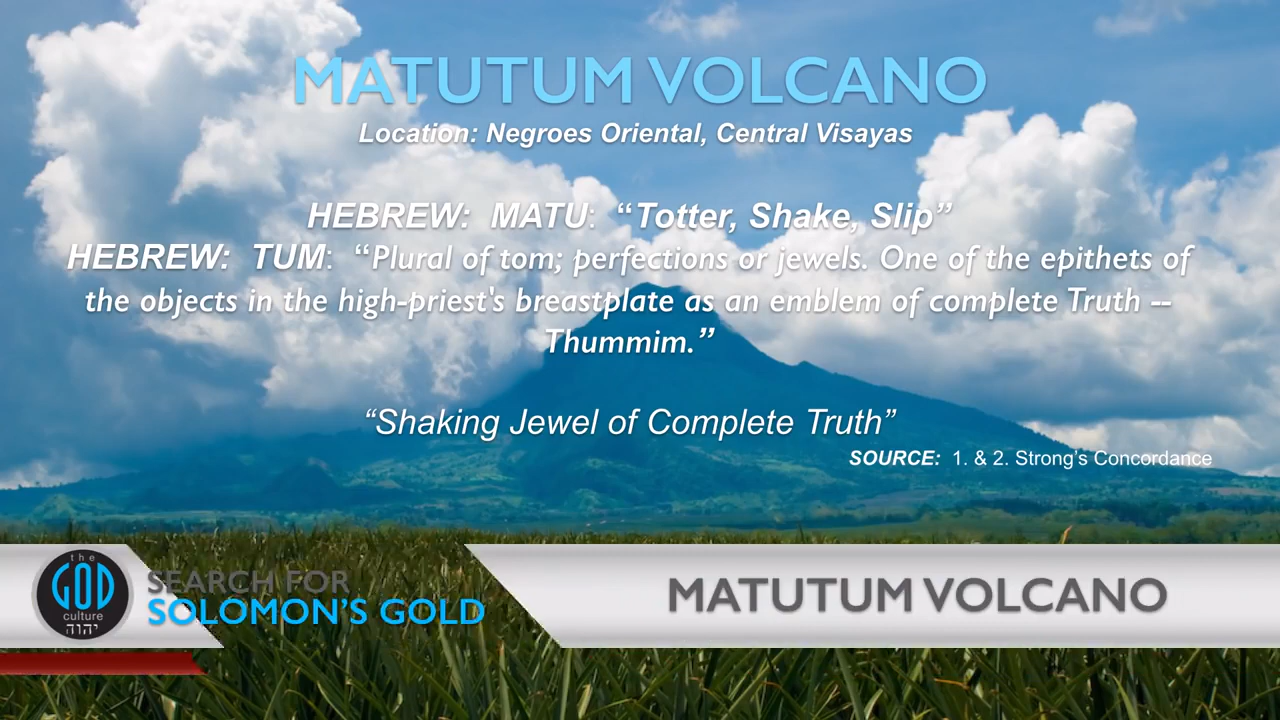 MATUTUM VOLCANO
Location: Negroes Oriental, Central Visayas
HEBREW: MATU: “Totter, Shake, Slip”
HEBREW: TUM: “Plural of tom; perfections or jewels. One of the epithets of
the objects in the high-priest's breastplate as an emblem of complete Truth --
Thummim.”
“Shaking Jewel of Complete Truth”
SOURCE: 1. & 2. Strong's Concordance
the
GOD
culture
יהוה
SEARCH FOR
SOLOMON'S GOLD
MATUTUM VOLCANO